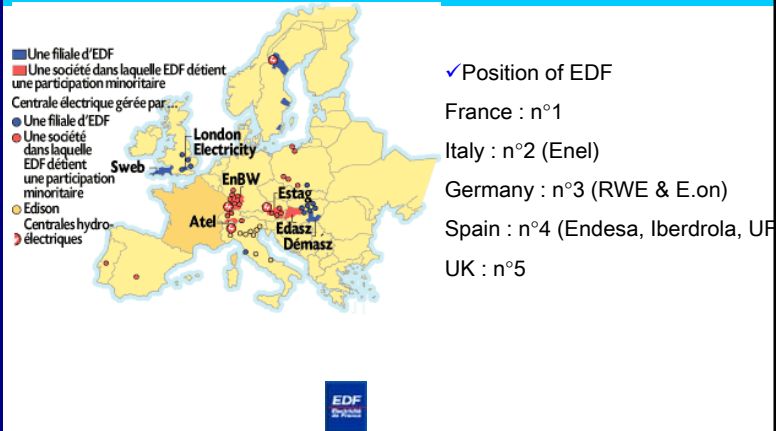 Une filiale d'EDF
Une société dans laquelle EDF détient
une participation minoritaire
Centrale électrique gérée par...
Une filiale d'EDF
Une société
dans laquelle
EDF détient
une participation
minoritaire
Edison
Centrales hydro-
électriques
London
Electricity
Sweb
EnBW
Estag
Atel
Edasz
Démasz
✓Position of EDF
France : n°1
Italy : n°2 (Enel)
Germany : n°3 (RWE & E.on)
Spain : n°4 (Endesa, Iberdrola, UF
UK : n°5
EDF
Electricité
de France